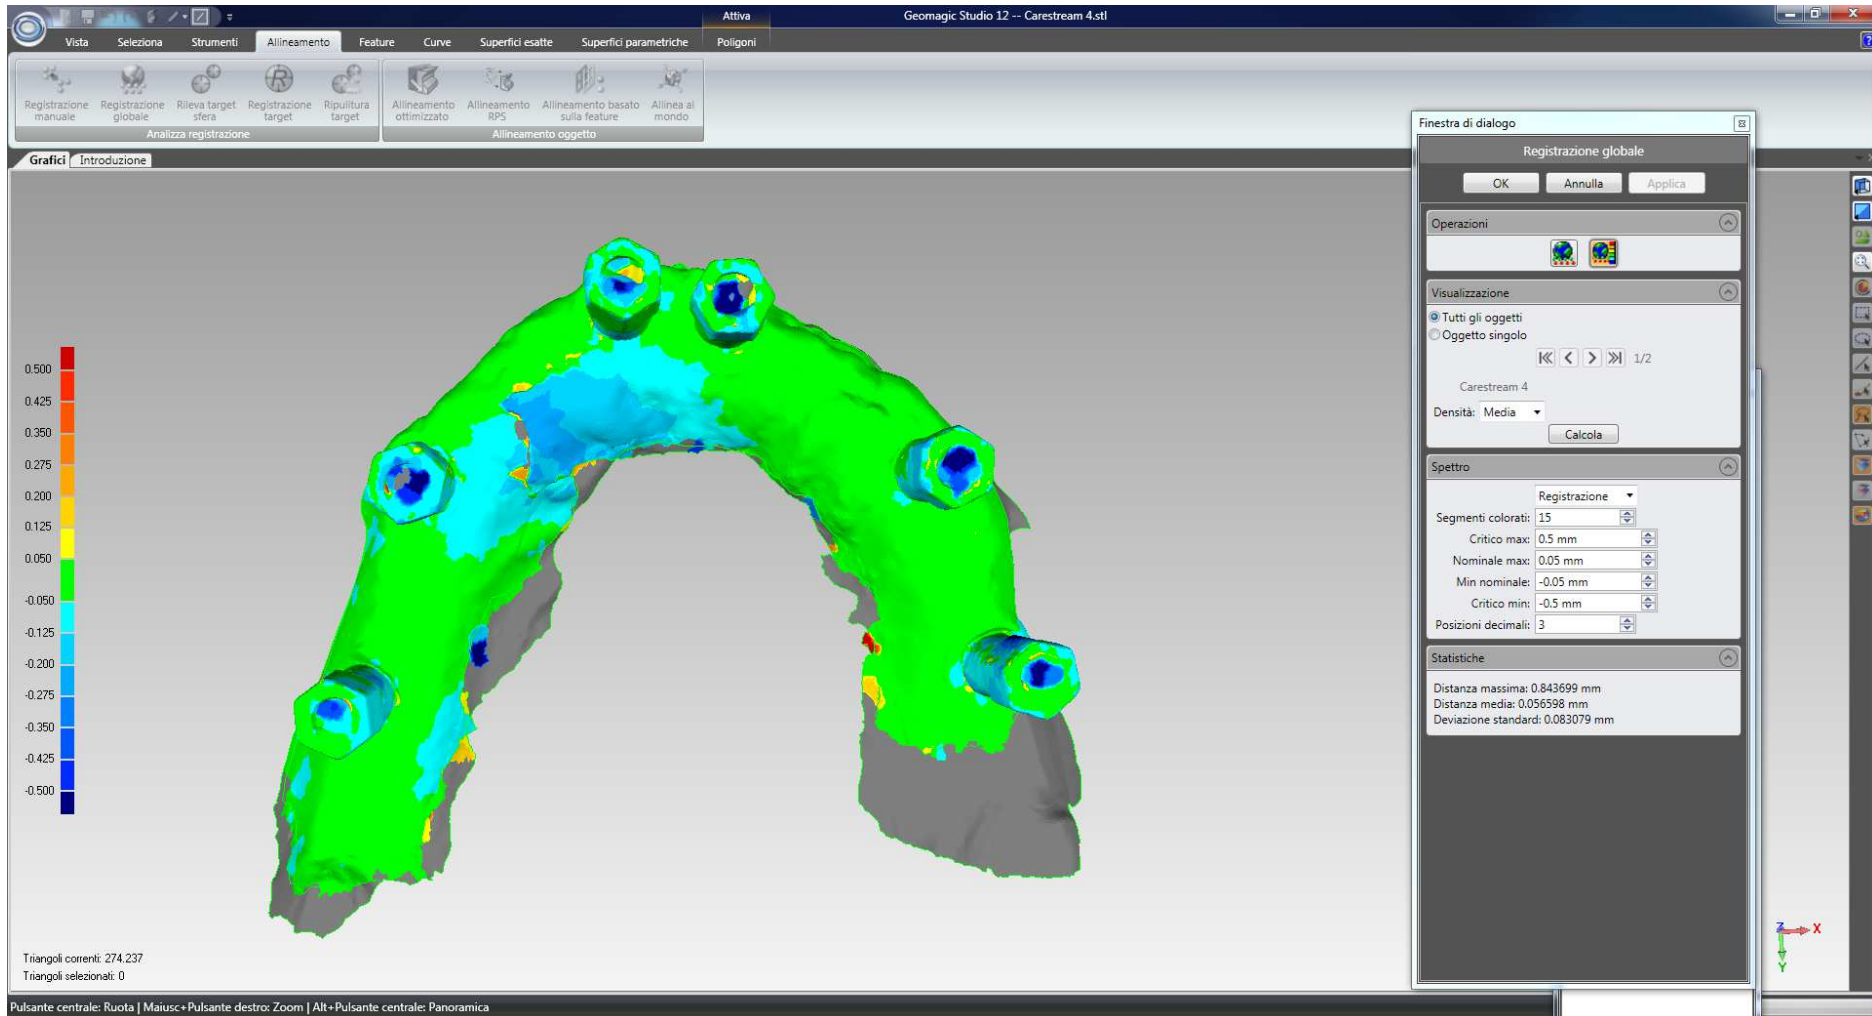 Attiva
Geomagic Studio 12 -- Carestream 4.stl
Vista
Seleziona
Strumenti
Allineamento
Feature
Curve
Superfici esatte
Superfici parametriche
Poligoni
Registrazione manuale
Registrazione globale
Rileva target sfera
Registrazione target
Ripulitura target
Allineamento ottimizzato
Allineamento RPS
Allineamento basato sulla feature
Allinea al mondo
Analizza registrazione
Allineamento oggetto
Grafici
Introduzione
0.500
0.425
0.350
0.275
0.200
0.125
0.050
-0.050
-0.125
-0.200
-0.275
-0.350
-0.425
-0.500
Finestra di dialogo
Registrazione globale
OK
Annulla
Applica
Operazioni
Visualizzazione
Tutti gli oggetti
Oggetto singolo
1/2
Carestream 4
Densità: Media
Calcola
Spettro
Registrazione
Segmenti colorati: 15
Critico max: 0.5 mm
Nominale max: 0.05 mm
Min nominale: -0.05 mm
Critico min: -0.5 mm
Posizioni decimali: 3
Statistiche
Distanza massima: 0.843699 mm
Distanza media: 0.056598 mm
Deviazione standard: 0.083079 mm
Z
X
Y
Triangoli correnti: 274.237
Triangoli selezionati: 0
Pulsante centrale: Ruota | Maiusc+Pulsante destro: Zoom | Alt+Pulsante centrale: Panoramica